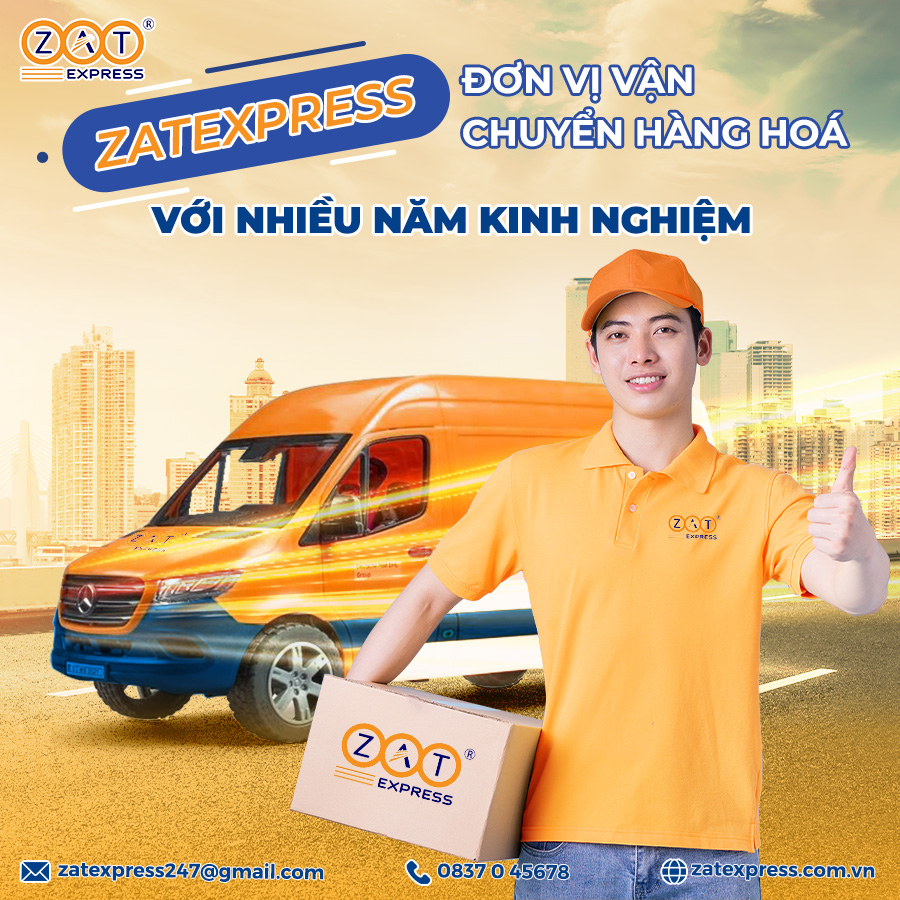 ZAT®
EXPRESS
ZATEXPRESS
ĐƠN VỊ VẬN
CHUYỂN HÀNG HOÁ
VỚI NHIỀU NĂM KINH NGHIỆM
ZAT
ZAT®
EXPRESS
ZAT®
EXPRESS
zatexpress247@gmail.com
0837 0 45678
zatexpress.com.vn